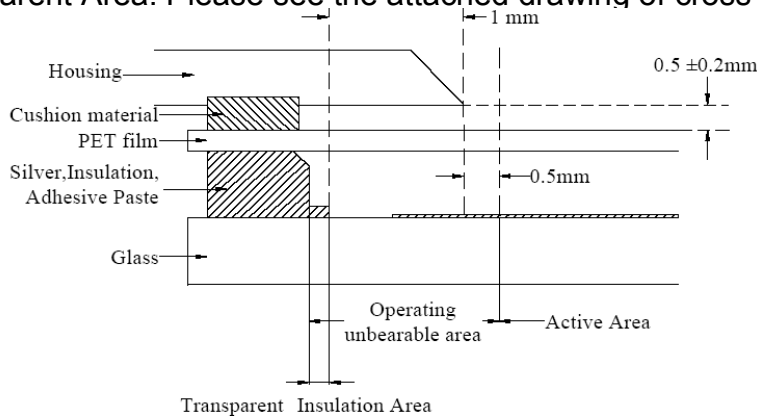 parent Area. Please see the attached drawing of cross
1 mm
Housing
0.5 ±0.2mm
Cushion material
PET film
Silver,Insulation,
Adhesive Paste
0.5mm
Glass
Operating
unbearable area
Active Area
Transparent Insulation Area